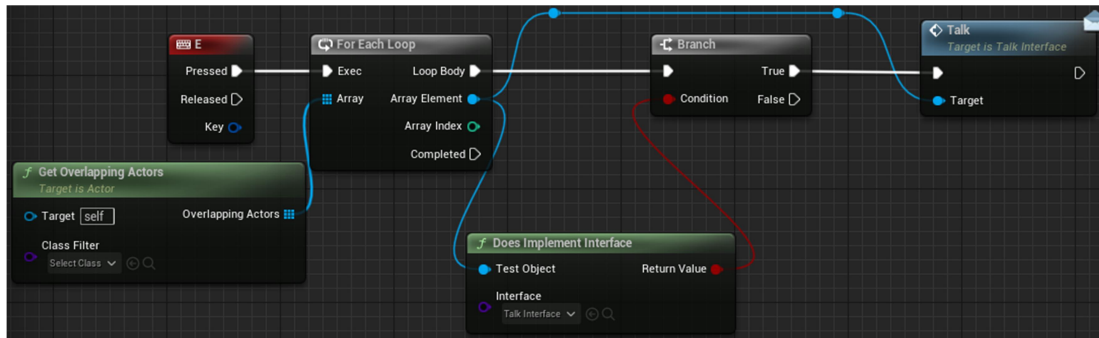 E
Pressed
Released
Key
For Each Loop
Exec
Loop Body
Array
Array Element
Array Index
Completed
Branch
True
Condition
False
Talk
Target is Talk Interface
Target
f Get Overlapping Actors
Target is Actor
Target self
Overlapping Actors
Class Filter
Select Class
f Does Implement Interface
Test Object
Return Value
Interface
Talk Interface